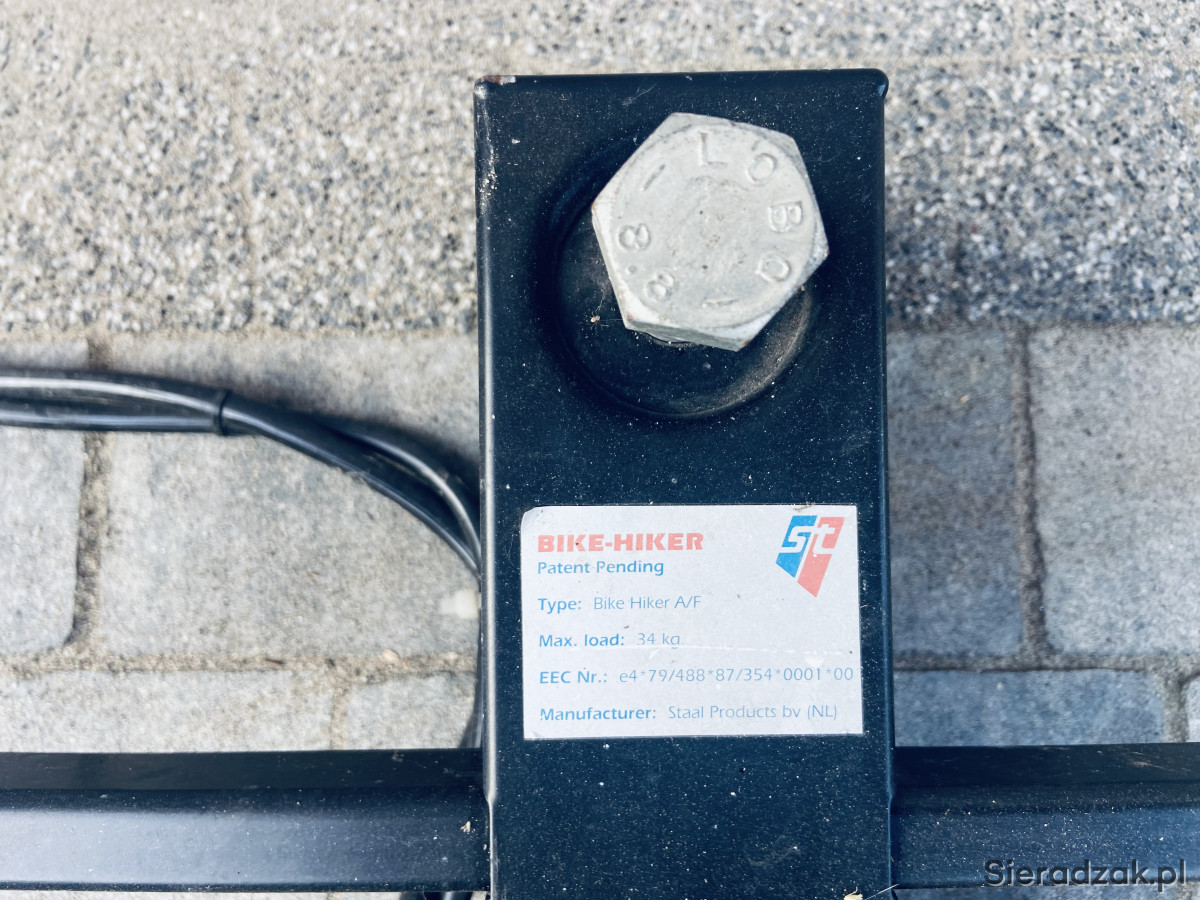 - LOBO -
8.8
BIKE-HIKER
st
Patent Pending
Type: Bike Hiker A/F
Max. load: 34 kg
EEC Nr.: e4*79/488*87/354*0001*00
Manufacturer: Staal Products bv (NL)
Sieradzak.pl